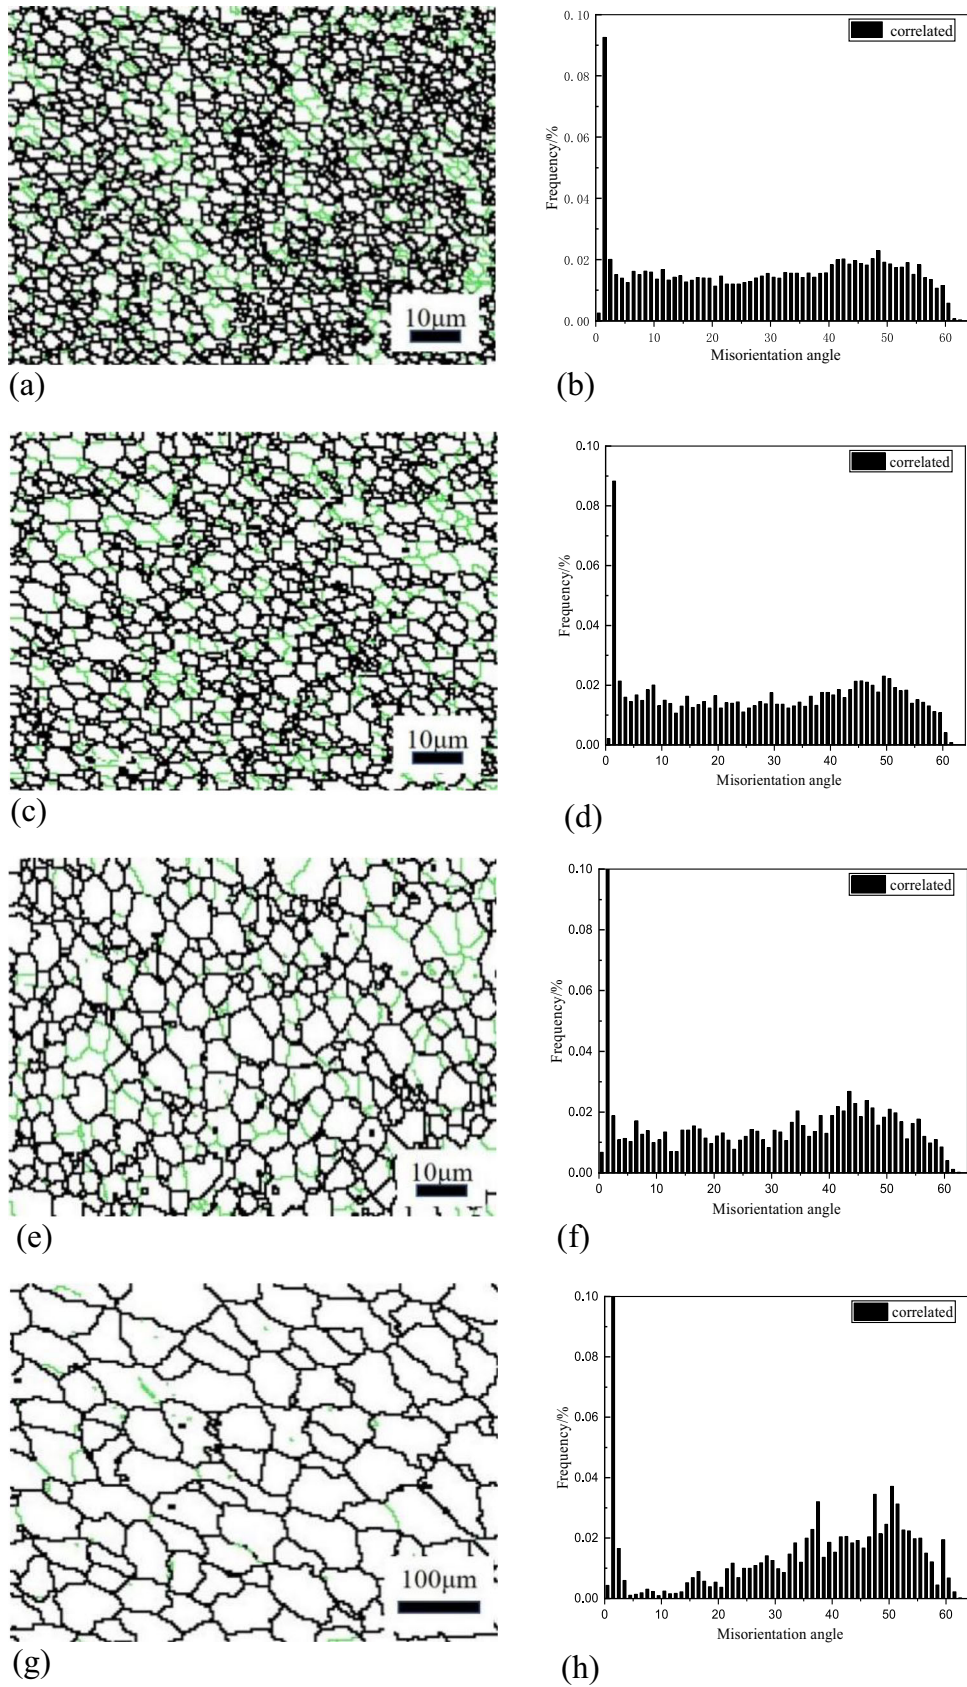 10μm
(a)
0.10
0.08
0.06
0.04
0.02
0.00
Frequency/%
correlated
0 10 20 30 40 50 60
Misorientation angle
(b)
10μm
(c)
0.10
0.08
0.06
0.04
0.02
0.00
Frequency/%
correlated
0 10 20 30 40 50 60
Misorientation angle
(d)
10μm
(e)
0.10
0.08
0.06
0.04
0.02
0.00
Frequency/%
correlated
0 10 20 30 40 50 60
Misorientation angle
(f)
100μm
(g)
0.10
0.08
0.06
0.04
0.02
0.00
Frequency/%
correlated
0 10 20 30 40 50 60
Misorientation angle
(h)